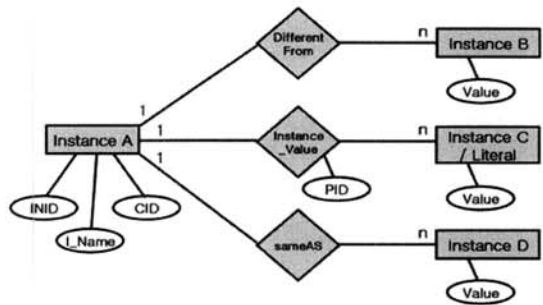 Different
From
n
Instance B
Value
1
Instance A
1
Instance
_Value
n
Instance C
/ Literal
1
PID
Value
INID
CID
I_Name
sameAS
n
Instance D
Value